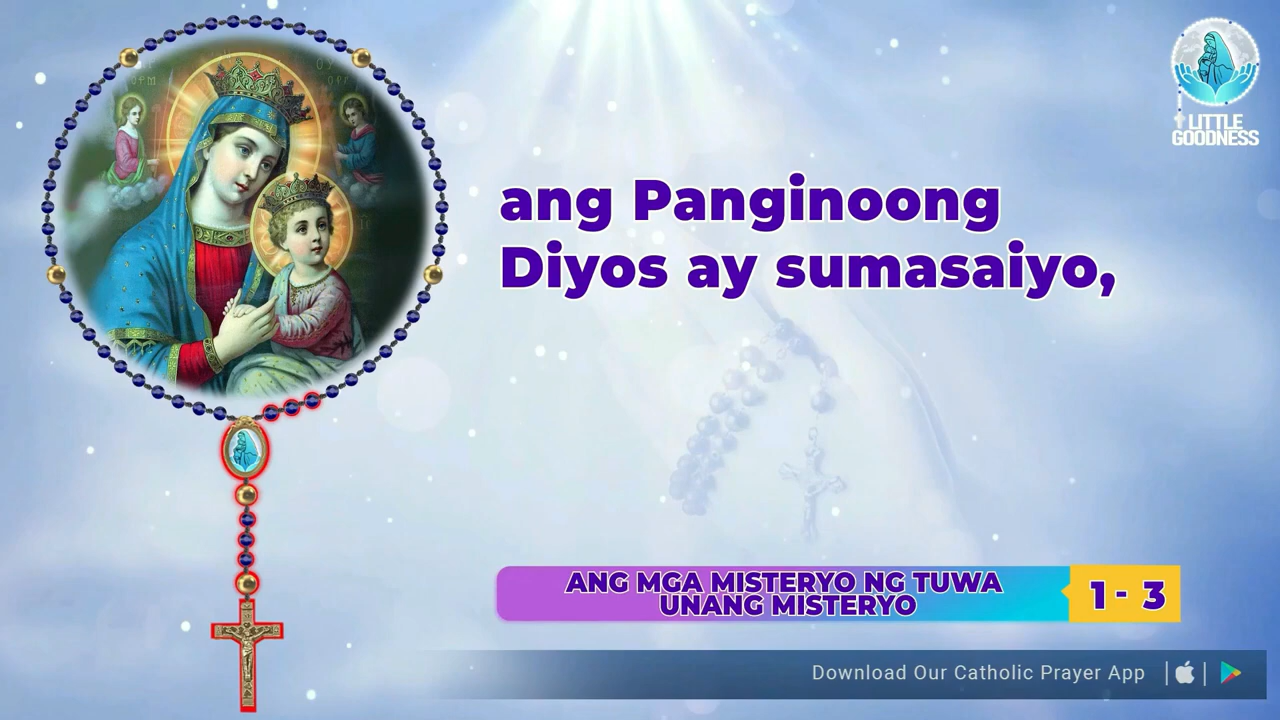 LITTLE
GOODNESS
ang Panginoong
Diyos ay sumasaiyo,
ANG MGA MISTERYO NG TUWA
UNANG MISTERYO
1 - 3
Download Our Catholic Prayer App